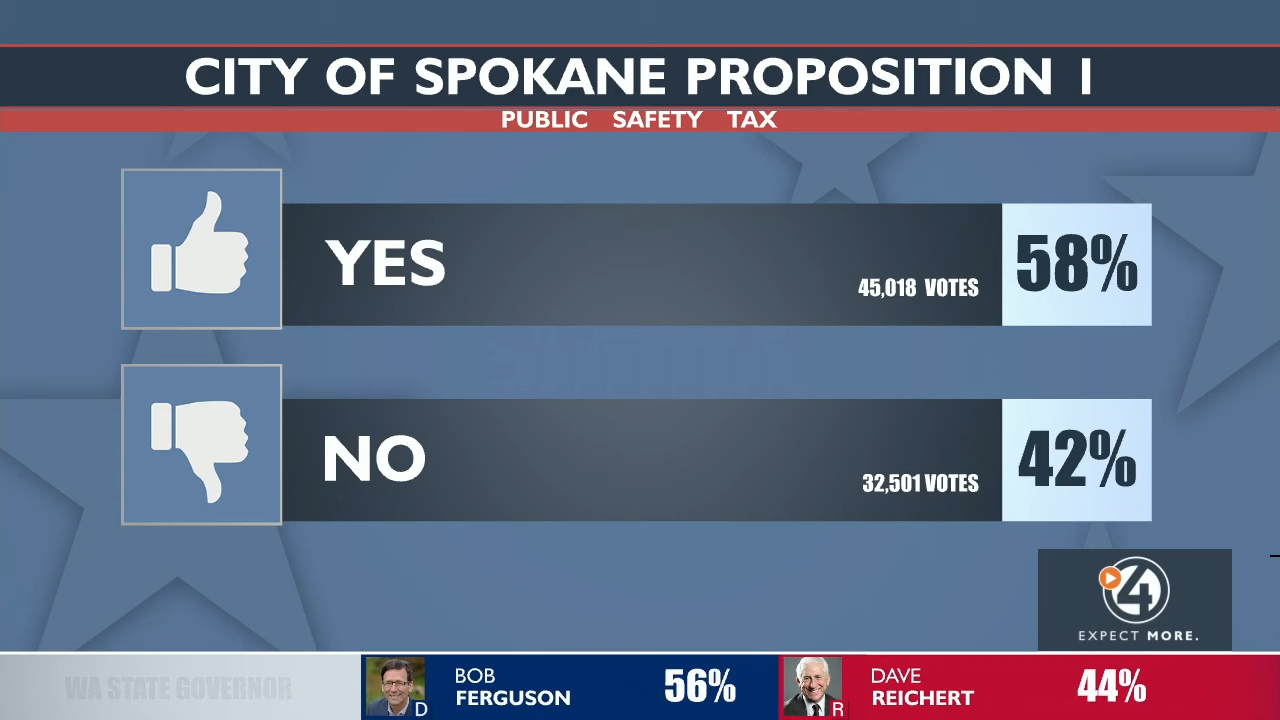 CITY OF SPOKANE PROPOSITION 1
PUBLIC SAFETY TAX
YES
45,018 VOTES
58%
NO
32,501 VOTES
42%
4
EXPECT MORE.
WA STATE GOVERNOR
D
BOB
FERGUSON
56%
R
DAVE
REICHERT
44%